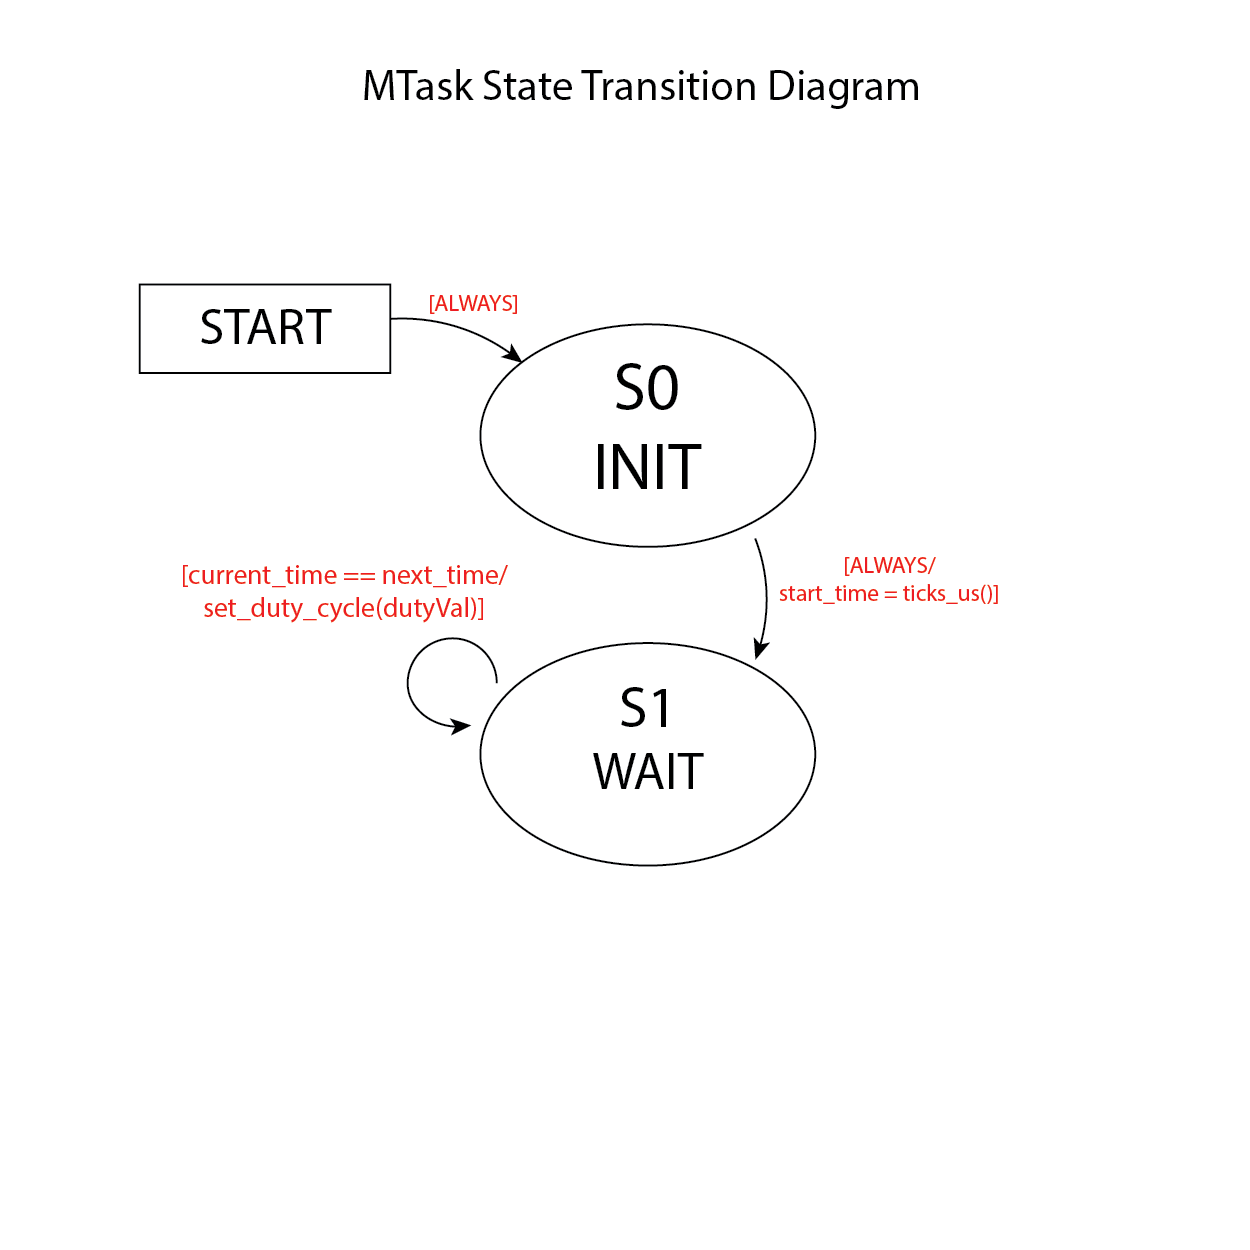 MTask State Transition Diagram
START
[ALWAYS]
S0
INIT
[current_time == next_time/
set_duty_cycle(dutyVal)]
[ALWAYS/
start_time = ticks_us()]
S1
WAIT